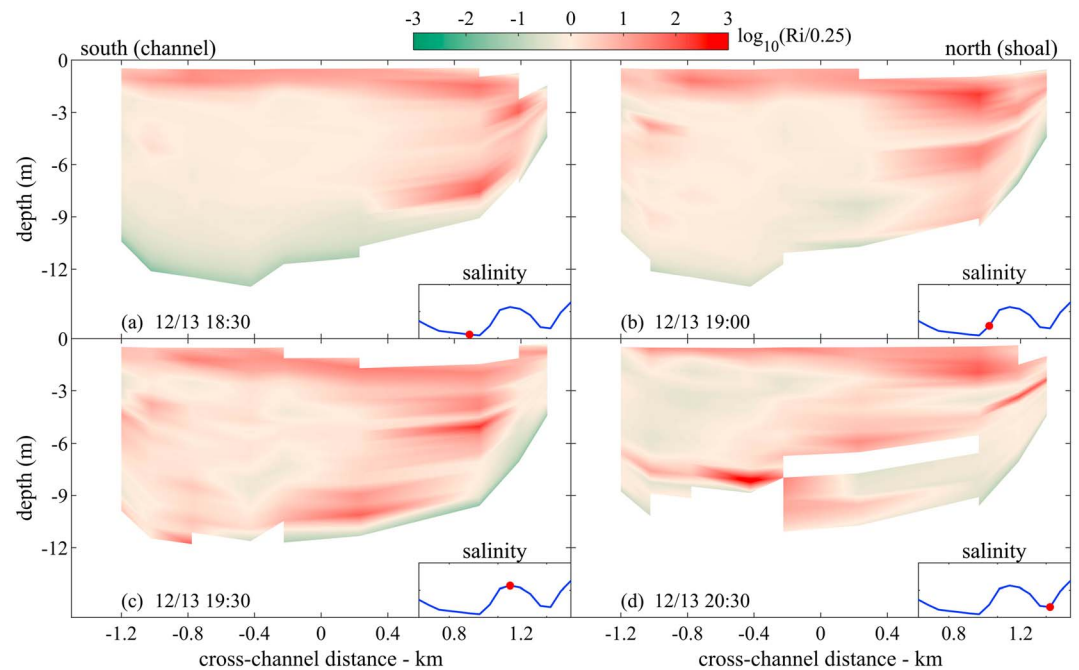 -3 -2 -1 0 1 2 3
log10(Ri/0.25)
south (channel)
north (shoal)
0
-3
-6
-9
-12
depth (m)
salinity
(a) 12/13 18:30
salinity
(b) 12/13 19:00
0
-3
-6
-9
-12
depth (m)
salinity
(c) 12/13 19:30
salinity
(d) 12/13 20:30
-1.2 -0.8 -0.4 0 0.4 0.8 1.2
-1.2 -0.8 -0.4 0 0.4 0.8 1.2
cross-channel distance - km
cross-channel distance - km